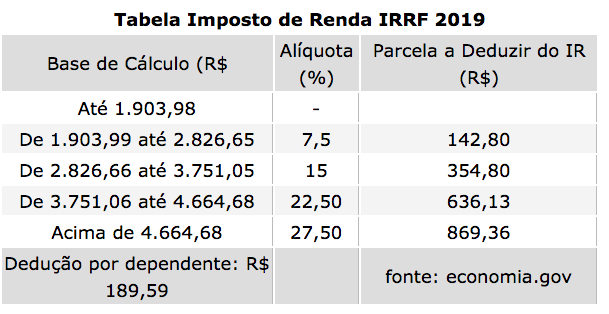 Tabela Imposto de Renda IRRF 2019
Base de Cálculo (R$ Alíquota (%) Parcela a Deduzir do IR (R$)
Até 1.903,98 -
De 1.903,99 até 2.826,65 7,5 142,80
De 2.826,66 até 3.751,05 15 354,80
De 3.751,06 até 4.664,68 22,50 636,13
Acima de 4.664,68 27,50 869,36
Dedução por dependente: R$ 189,59 fonte: economia.gov